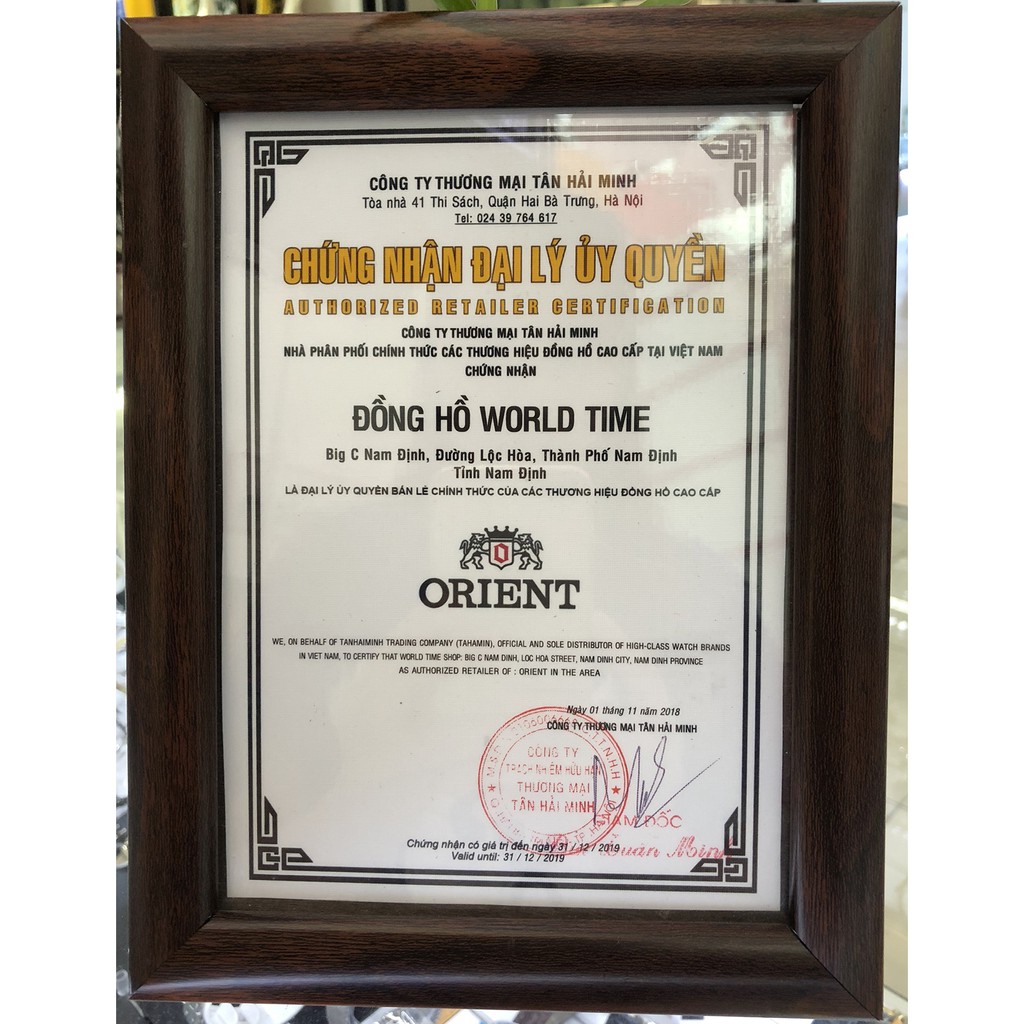 CÔNG TY THƯƠNG MẠI TÂN HẢI MINH
Tòa nhà 41 Thi Sách, Quận Hai Bà Trưng, Hà Nội
Tel: 024 39 764 617
CHỨNG NHẬN ĐẠI LÝ ỦY QUYỀN
AUTHORIZED RETAILER CERTIFICATION
CÔNG TY THƯƠNG MẠI TÂN HẢI MINH
NHÀ PHÂN PHỐI CHÍNH THỨC CÁC THƯƠNG HIỆU ĐỒNG HỒ CAO CẤP TẠI VIỆT NAM
CHỨNG NHẬN
ĐỒNG HỒ WORLD TIME
Big C Nam Định, Đường Lộc Hòa, Thành Phố Nam Định
Tỉnh Nam Định
LÀ ĐẠI LÝ ỦY QUYỀN BÁN LẺ CHÍNH THỨC CỦA CÁC THƯƠNG HIỆU ĐỒNG HỒ CAO CẤP
ORIENT
WE, ON BEHALF OF TANHAIMINH TRADING COMPANY (TAHAMIN), OFFICIAL AND SOLE DISTRIBUTOR OF HIGH-CLASS WATCH BRANDS
IN VIET NAM, TO CERTIFY THAT WORLD TIME SHOP: BIG C NAM DINH, LOC HOA STREET, NAM DINH CITY, NAM DINH PROVINCE
AS AUTHORIZED RETAILER OF : ORIENT IN THE AREA
Ngày 01 tháng 11 năm 2018
CÔNG TY THƯƠNG MẠI TÂN HẢI MINH
CÔNG TY
TRÁCH NHIỆM HỮU HẠN
THƯƠNG MẠI
TÂN HẢI MINH
GIÁM ĐỐC
Xuân Minh
Chứng nhận có giá trị đến ngày 31 / 12 / 2019
Valid until: 31 / 12 / 2019